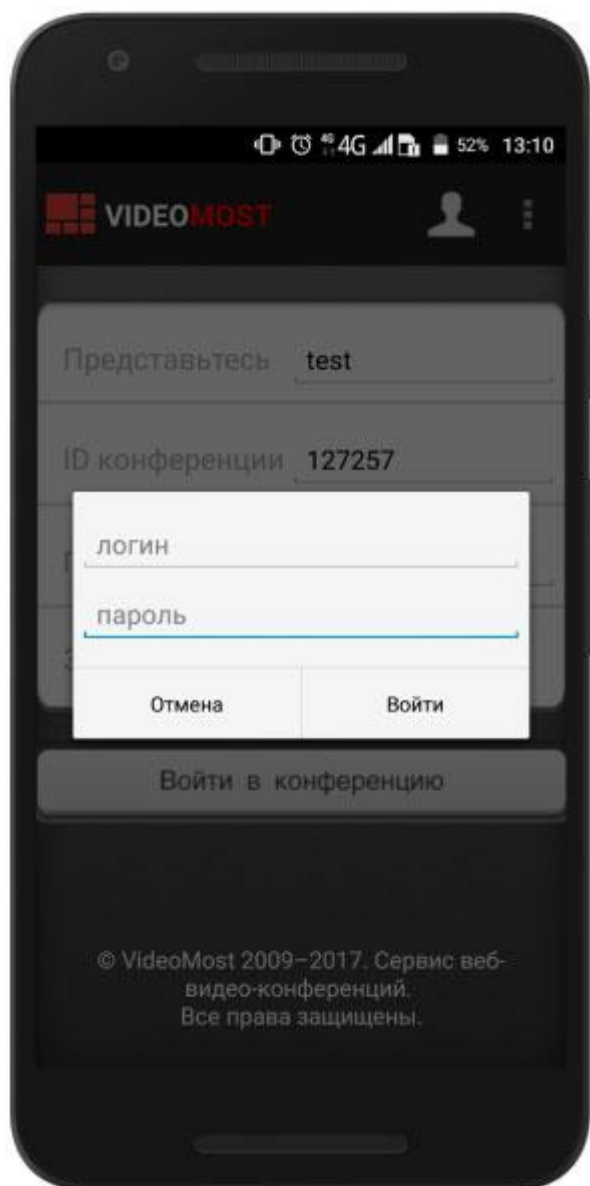 4G 4G 52% 13:10
VIDEOMOST
Представьтесь test
ID конференции 127257
логин
пароль
Отмена Войти
Войти в конференцию
© VideoMost 2009–2017. Сервис веб-
видео-конференций.
Все права защищены.